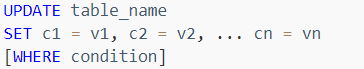 UPDATE table_name
SET c1 = v1, c2 = v2, ... cn = vn
[WHERE condition]